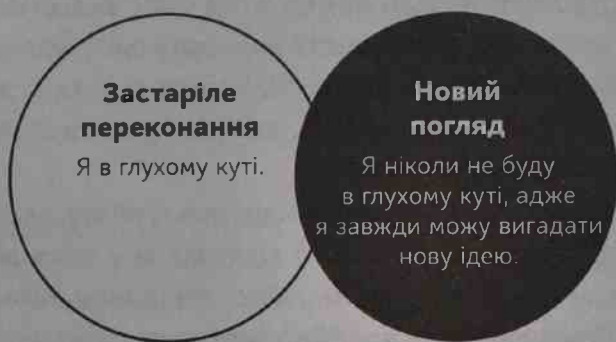 Застаріле
переконання
Я в глухому куті.
Новий
погляд
Я ніколи не буду
в глухому куті, адже
я завжди можу вигадати
нову ідею.